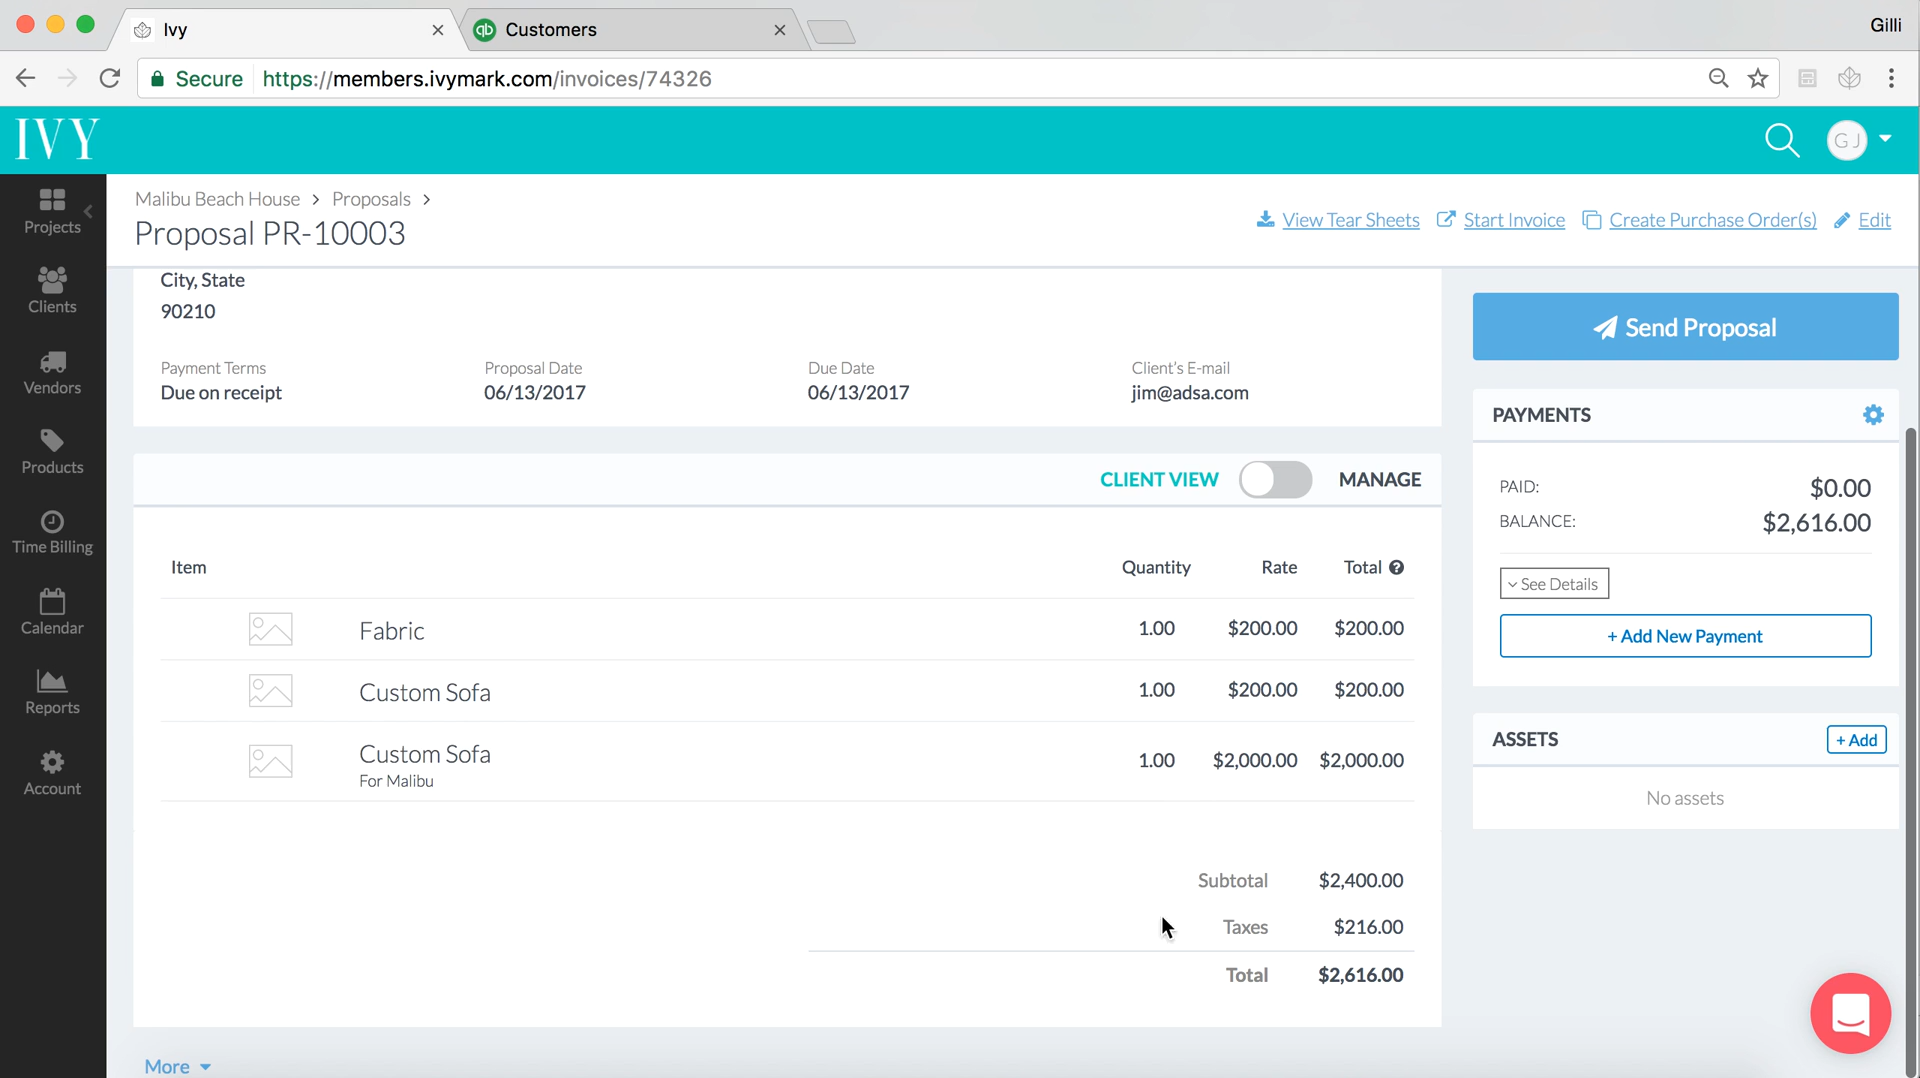 Ivy
Customers
Gilli
Secure
https://members.ivymark.com/invoices/74326
IVY
GJ
Projects
Clients
Vendors
Products
Time Billing
Calendar
Reports
Account
Malibu Beach House > Proposals >
Proposal PR-10003
View Tear Sheets
Start Invoice
Create Purchase Order(s)
Edit
City, State
90210
Payment Terms
Due on receipt
Proposal Date
06/13/2017
Due Date
06/13/2017
Client's E-mail
jim@adsa.com
CLIENT VIEW
MANAGE
Item Quantity Rate Total ?
Fabric 1.00 $200.00 $200.00
Custom Sofa 1.00 $200.00 $200.00
Custom Sofa 1.00 $2,000.00 $2,000.00
For Malibu
Subtotal $2,400.00
Taxes $216.00
Total $2,616.00
More
Send Proposal
PAYMENTS
PAID: $0.00
BALANCE: $2,616.00
See Details
+ Add New Payment
ASSETS
+ Add
No assets